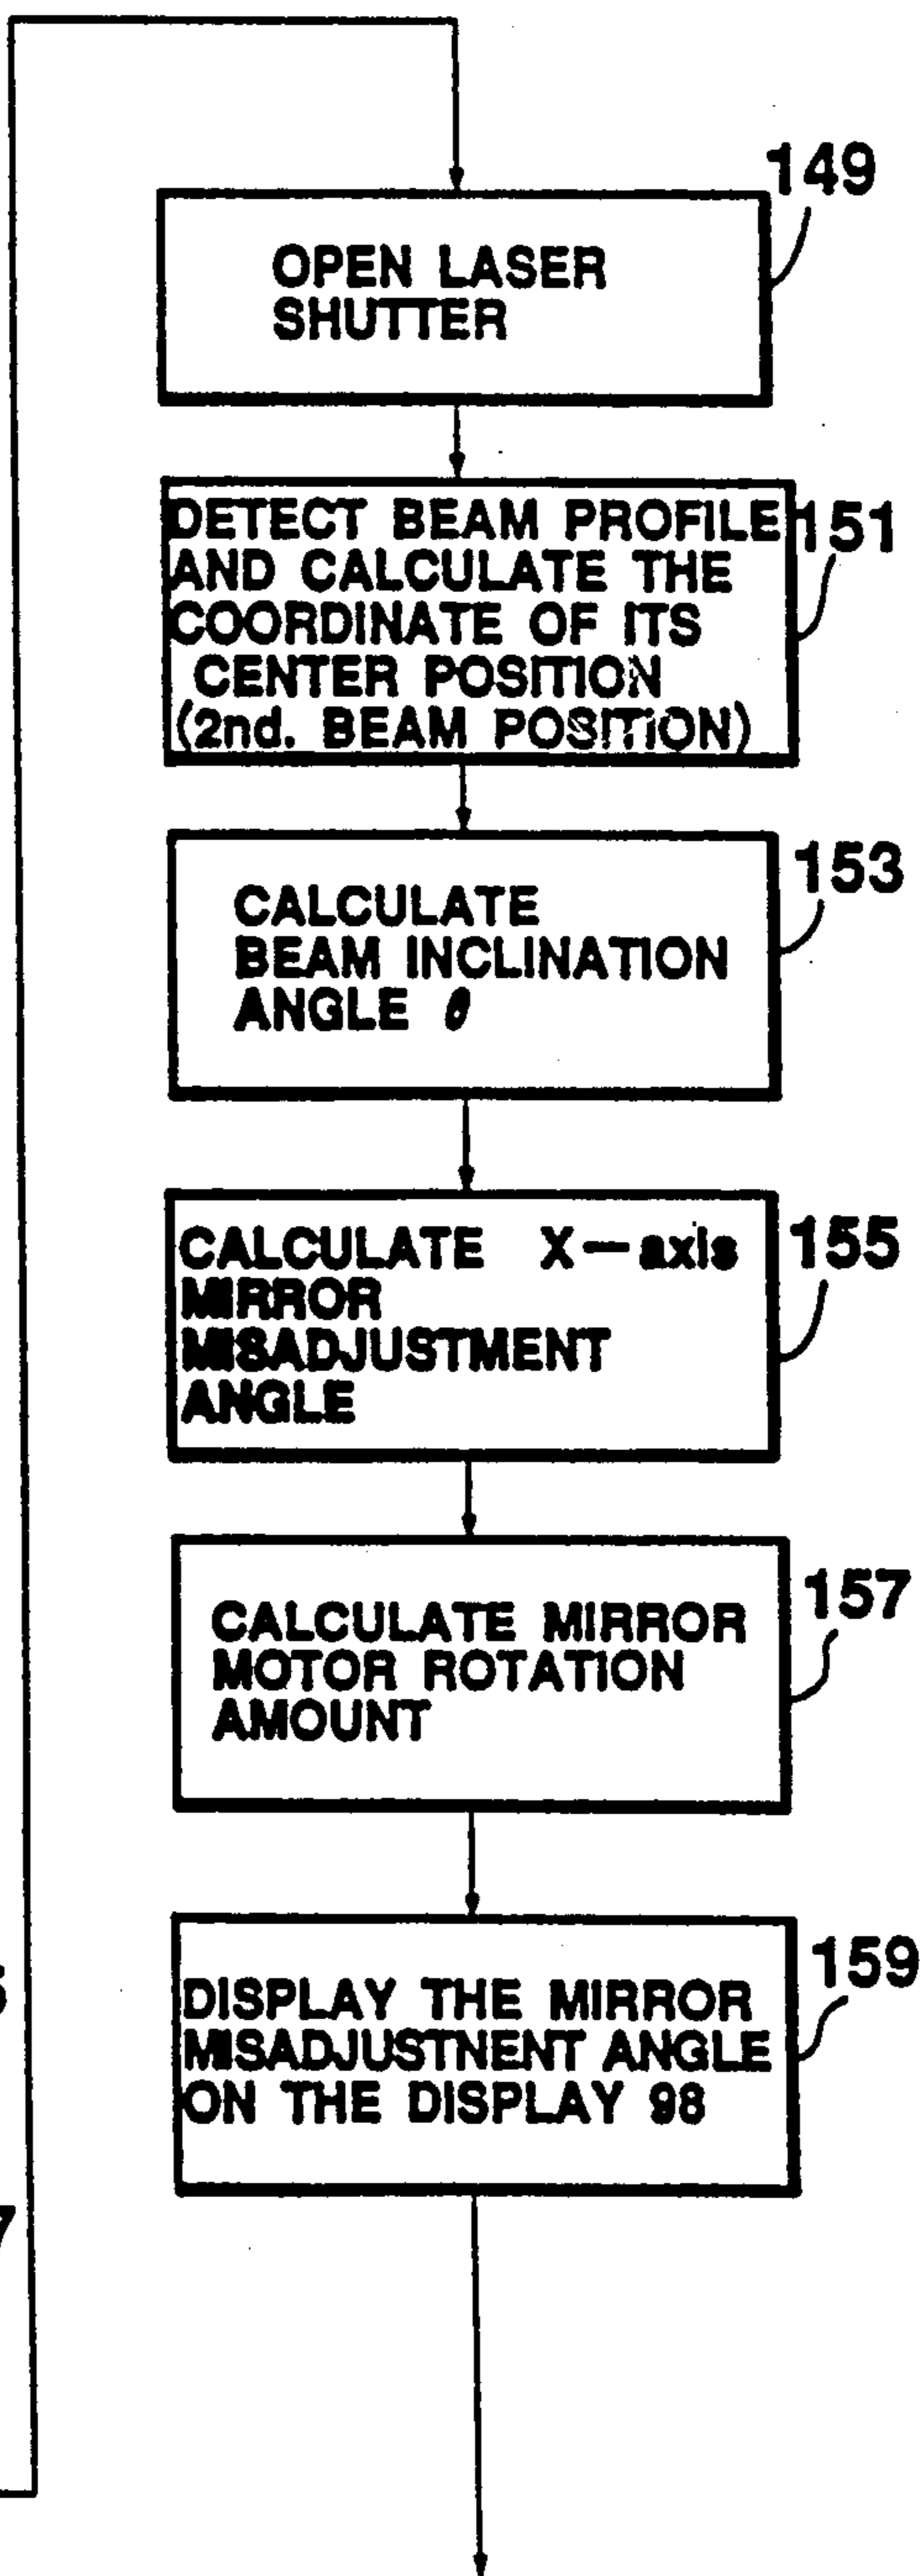 149
OPEN LASER
SHUTTER
151
DETECT BEAM PROFILE
AND CALCULATE THE
COORDINATE OF ITS
CENTER POSITION
(2nd. BEAM POSITION)
153
CALCULATE
BEAM INCLINATION
ANGLE θ
155
CALCULATE X-axis
MIRROR
MISADJUSTMENT
ANGLE
157
CALCULATE MIRROR
MOTOR ROTATION
AMOUNT
159
DISPLAY THE MIRROR
MISADJUSTNENT ANGLE
ON THE DISPLAY 98
7